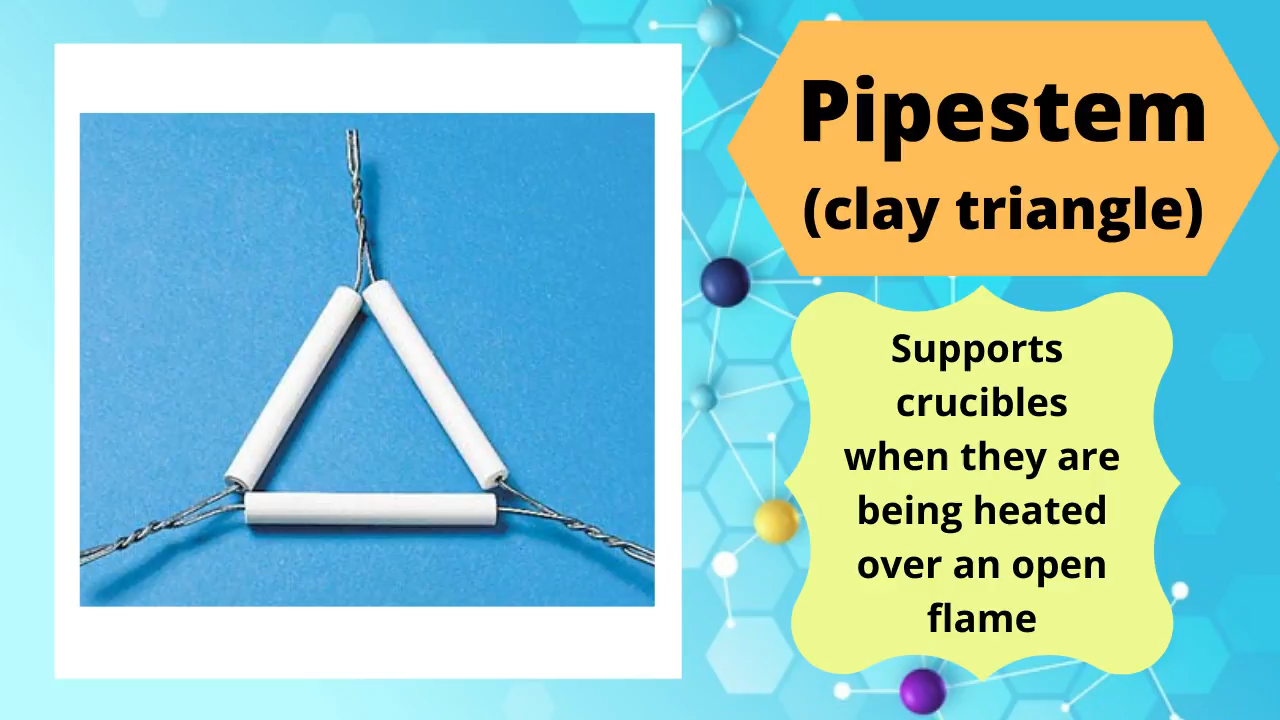 Pipestem
(clay triangle)
Supports
crucibles
when they are
being heated
over an open
flame